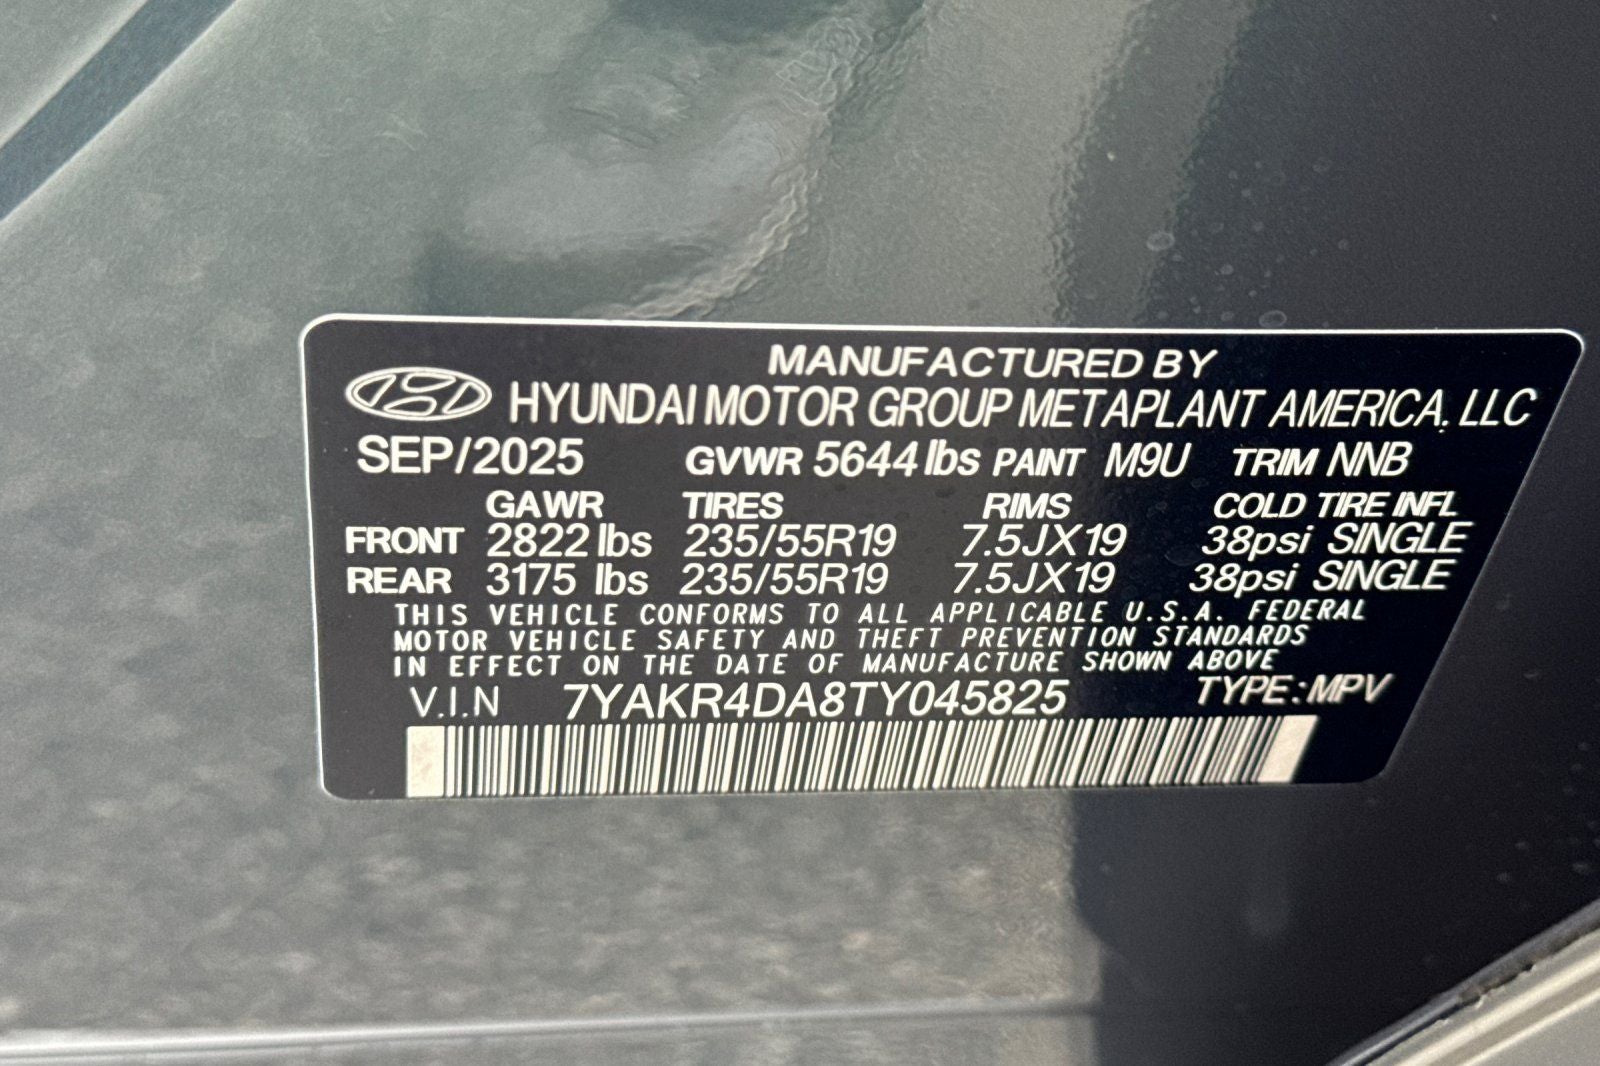 MANUFACTURED BY
HYUNDAI MOTOR GROUP METAPLANT AMERICA, LLC
SEP/2025 GVWR 5644 lbs PAINT M9U TRIM NNB
GAWR TIRES RIMS COLD TIRE INFL
FRONT 2822 lbs 235/55R19 7.5JX19 38psi SINGLE
REAR 3175 lbs 235/55R19 7.5JX19 38psi SINGLE
THIS VEHICLE CONFORMS TO ALL APPLICABLE U.S.A. FEDERAL
MOTOR VEHICLE SAFETY AND THEFT PREVENTION STANDARDS
IN EFFECT ON THE DATE OF MANUFACTURE SHOWN ABOVE
V.I.N 7YAKR4DA8TY045825 TYPE:MPV